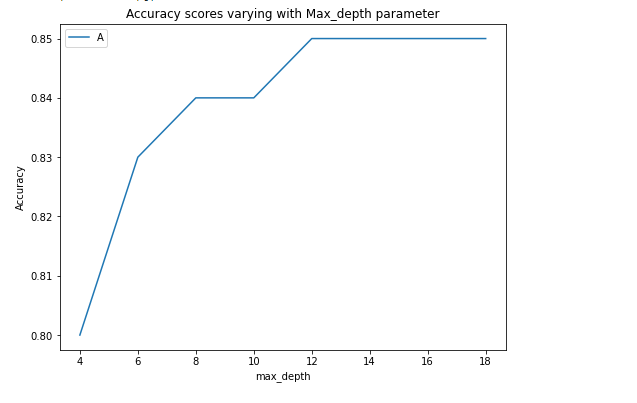 Accuracy scores varying with Max_depth parameter
A
0.85
0.84
0.83
0.82
0.81
0.80
Accuracy
4 6 8 10 12 14 16 18
max_depth